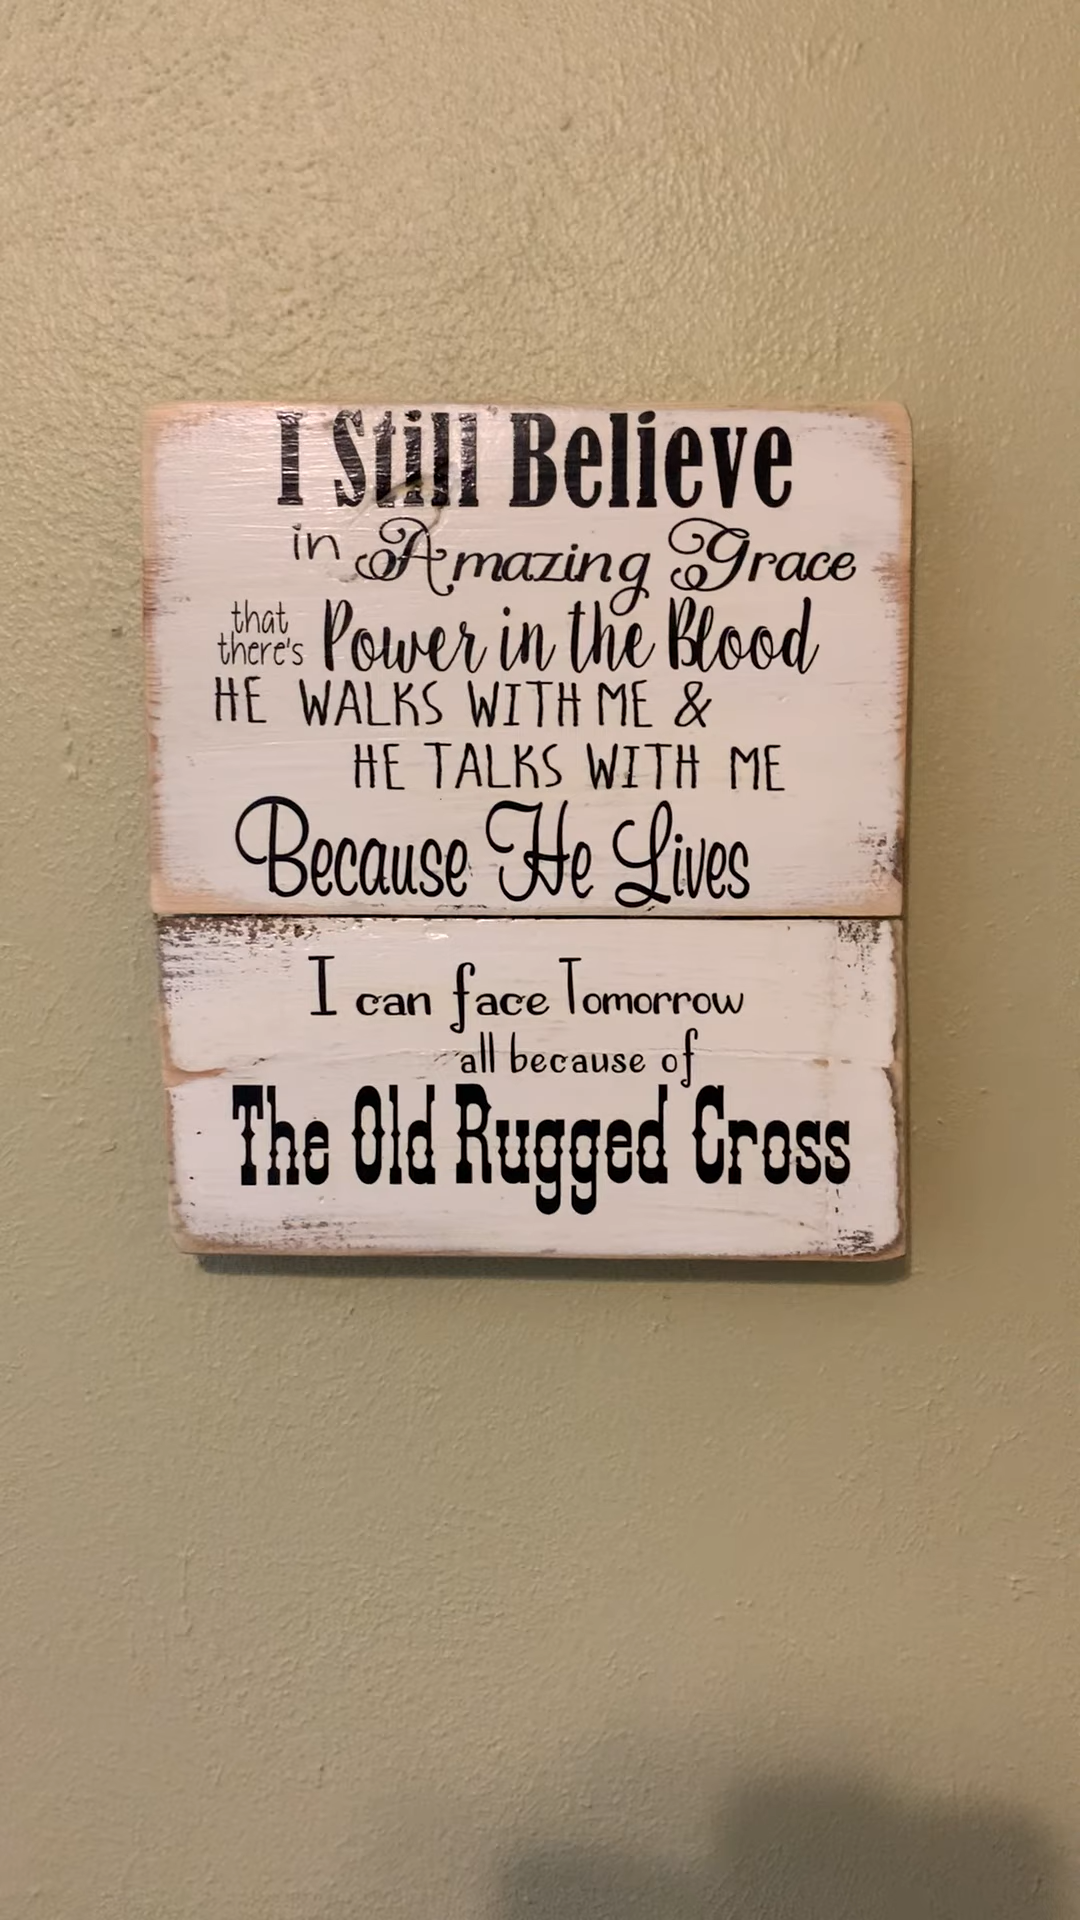 I Still Believe
in Amazing Grace
that
there's Power in the Blood
HE WALKS WITH ME &
HE TALKS WITH ME
Because He Lives
I can face Tomorrow
all because of
The Old Rugged Cross